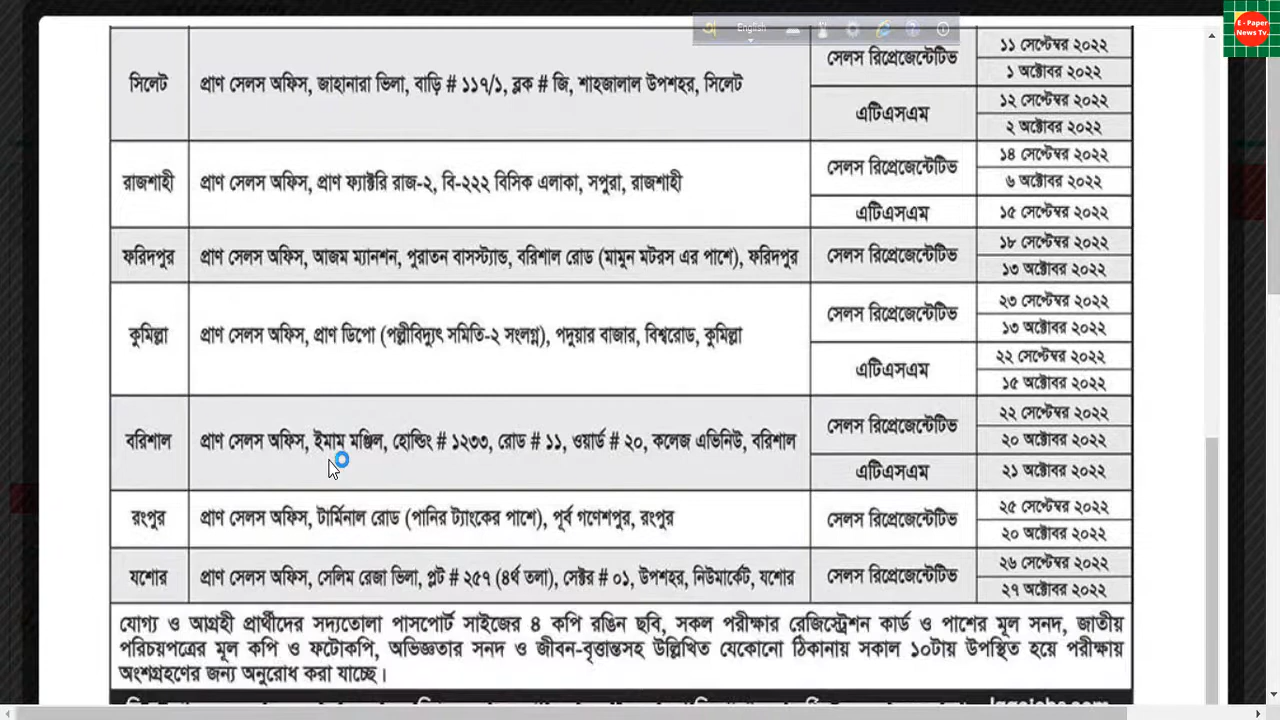 English
E - Paper
News Tv
সিলেট
প্রাণ সেলস অফিস, জাহানারা ভিলা, বাড়ি # ১১৭/১, ব্লক # জি, শাহজালাল উপশহর, সিলেট
সেলস রিপ্রেজেন্টেটিভ
১১ সেপ্টেম্বর ২০২২
১ অক্টোবর ২০২২
এটিএসএম
১২ সেপ্টেম্বর ২০২২
২ অক্টোবর ২০২২
রাজশাহী
প্রাণ সেলস অফিস, প্রাণ ফ্যাক্টরি রাজ-২, বি-২২২ বিসিক এলাকা, সপুরা, রাজশাহী
সেলস রিপ্রেজেন্টেটিভ
১৪ সেপ্টেম্বর ২০২২
৬ অক্টোবর ২০২২
এটিএসএম
১৫ সেপ্টেম্বর ২০২২
ফরিদপুর
প্রাণ সেলস অফিস, আজম ম্যানশন, পুরাতন বাসস্ট্যান্ড, বরিশাল রোড (মামুন মটরস এর পাশে), ফরিদপুর
সেলস রিপ্রেজেন্টেটিভ
১৮ সেপ্টেম্বর ২০২২
১৩ অক্টোবর ২০২২
কুমিল্লা
প্রাণ সেলস অফিস, প্রাণ ডিপো (পল্লীবিদ্যুৎ সমিতি-২ সংলগ্ন), পদুয়ার বাজার, বিশ্বরোড, কুমিল্লা
সেলস রিপ্রেজেন্টেটিভ
২৩ সেপ্টেম্বর ২০২২
১৩ অক্টোবর ২০২২
এটিএসএম
২২ সেপ্টেম্বর ২০২২
১৫ অক্টোবর ২০২২
বরিশাল
প্রাণ সেলস অফিস, ইমাম মঞ্জিল, হোল্ডিং # ১২৩৩, রোড # ১১, ওয়ার্ড # ২০, কলেজ এভিনিউ, বরিশাল
সেলস রিপ্রেজেন্টেটিভ
২২ সেপ্টেম্বর ২০২২
২০ অক্টোবর ২০২২
এটিএসএম
২১ অক্টোবর ২০২২
রংপুর
প্রাণ সেলস অফিস, টার্মিনাল রোড (পানির ট্যাংকের পাশে), পূর্ব গণেশপুর, রংপুর
সেলস রিপ্রেজেন্টেটিভ
২৫ সেপ্টেম্বর ২০২২
২০ অক্টোবর ২০২২
যশোর
প্রাণ সেলস অফিস, সেলিম রেজা ভিলা, প্লট # ২৫৭ (৪র্থ তলা), সেক্টর # ০১, উপশহর, নিউমার্কেট, যশোর
সেলস রিপ্রেজেন্টেটিভ
২৬ সেপ্টেম্বর ২০২২
২৭ অক্টোবর ২০২২
যোগ্য ও আগ্রহী প্রার্থীদের সদ্যতোলা পাসপোর্ট সাইজের ৪ কপি রঙিন ছবি, সকল পরীক্ষার রেজিস্ট্রেশন কার্ড ও পাশের মূল সনদ, জাতীয়
পরিচয়পত্রের মূল কপি ও ফটোকপি, অভিজ্ঞতার সনদ ও জীবন-বৃত্তান্তসহ উল্লিখিত যেকোনো ঠিকানায় সকাল ১০টায় উপস্থিত হয়ে পরীক্ষায়
অংশগ্রহণের জন্য অনুরোধ করা যাচ্ছে।